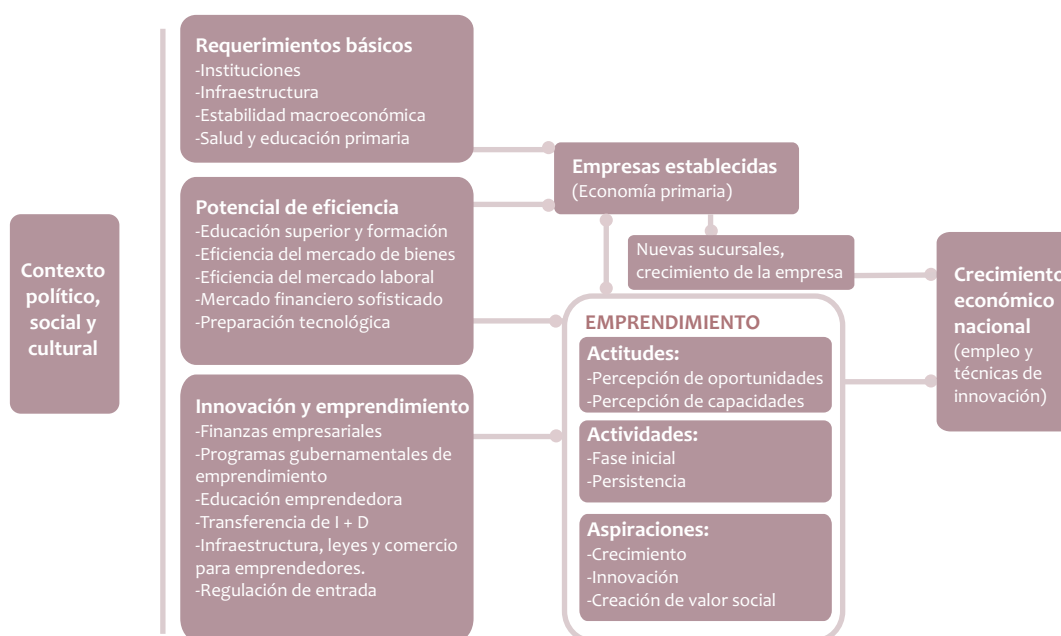 Contexto
político,
social y
cultural
Requerimientos básicos
-Instituciones
-Infraestructura
-Estabilidad macroeconómica
-Salud y educación primaria
Potencial de eficiencia
-Educación superior y formación
-Eficiencia del mercado de bienes
-Eficiencia del mercado laboral
-Mercado financiero sofisticado
-Preparación tecnológica
Innovación y emprendimiento
-Finanzas empresariales
-Programas gubernamentales de
emprendimiento
-Educación emprendedora
-Transferencia de I + D
-Infraestructura, leyes y comercio
para emprendedores.
-Regulación de entrada
Empresas establecidas
(Economía primaria)
Nuevas sucursales,
crecimiento de la empresa
EMPRENDIMIENTO
Actitudes:
-Percepción de oportunidades
-Percepción de capacidades
Actividades:
-Fase inicial
-Persistencia
Aspiraciones:
-Crecimiento
-Innovación
-Creación de valor social
Crecimiento
económico
nacional
(empleo y
técnicas de
innovación)